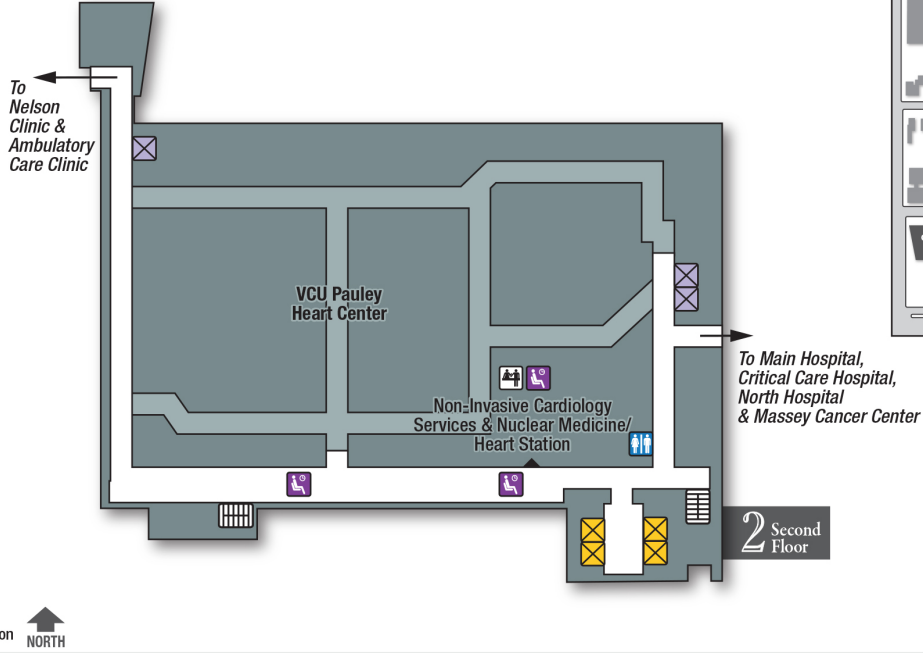 To
Nelson
Clinic &
Ambulatory
Care Clinic
VCU Pauley
Heart Center
To Main Hospital,
Critical Care Hospital,
North Hospital
& Massey Cancer Center
Non-Invasive Cardiology
Services & Nuclear Medicine/
Heart Station
2 Second
Floor
on
NORTH